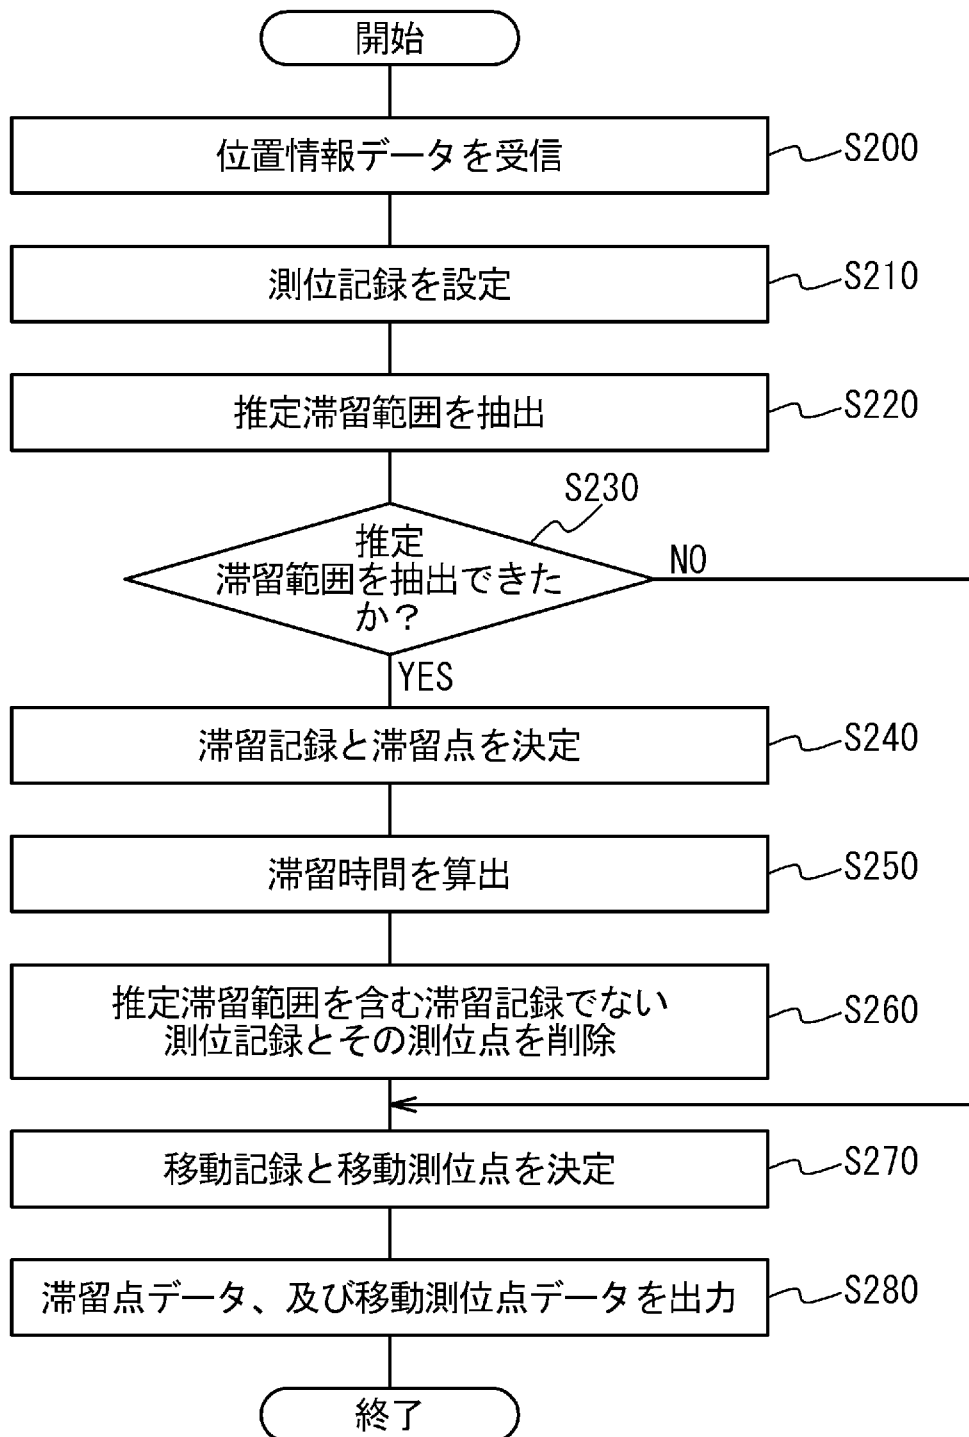 開始
位置情報データを受信
S200
測位記録を設定
S210
推定滞留範囲を抽出
S220
S230
推定
滞留範囲を抽出できた
か?
NO
YES
滞留記録と滞留点を決定
S240
滞留時間を算出
S250
推定滞留範囲を含む滞留記録でない
測位記録とその測位点を削除
S260
移動記録と移動測位点を決定
S270
滞留点データ、及び移動測位点データを出力
S280
終了